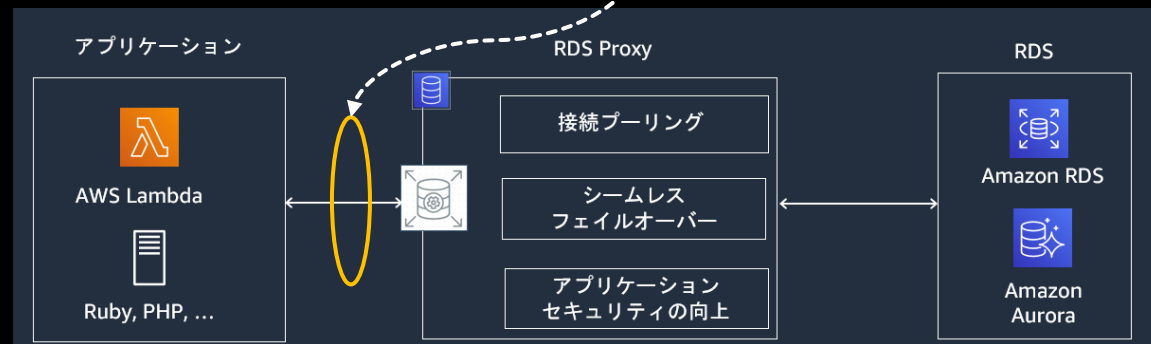 アプリケーション
AWS Lambda
Ruby, PHP, ...
RDS Proxy
接続プーリング
シームレス
フェイルオーバー
アプリケーション
セキュリティの向上
RDS
Amazon RDS
Amazon
Aurora